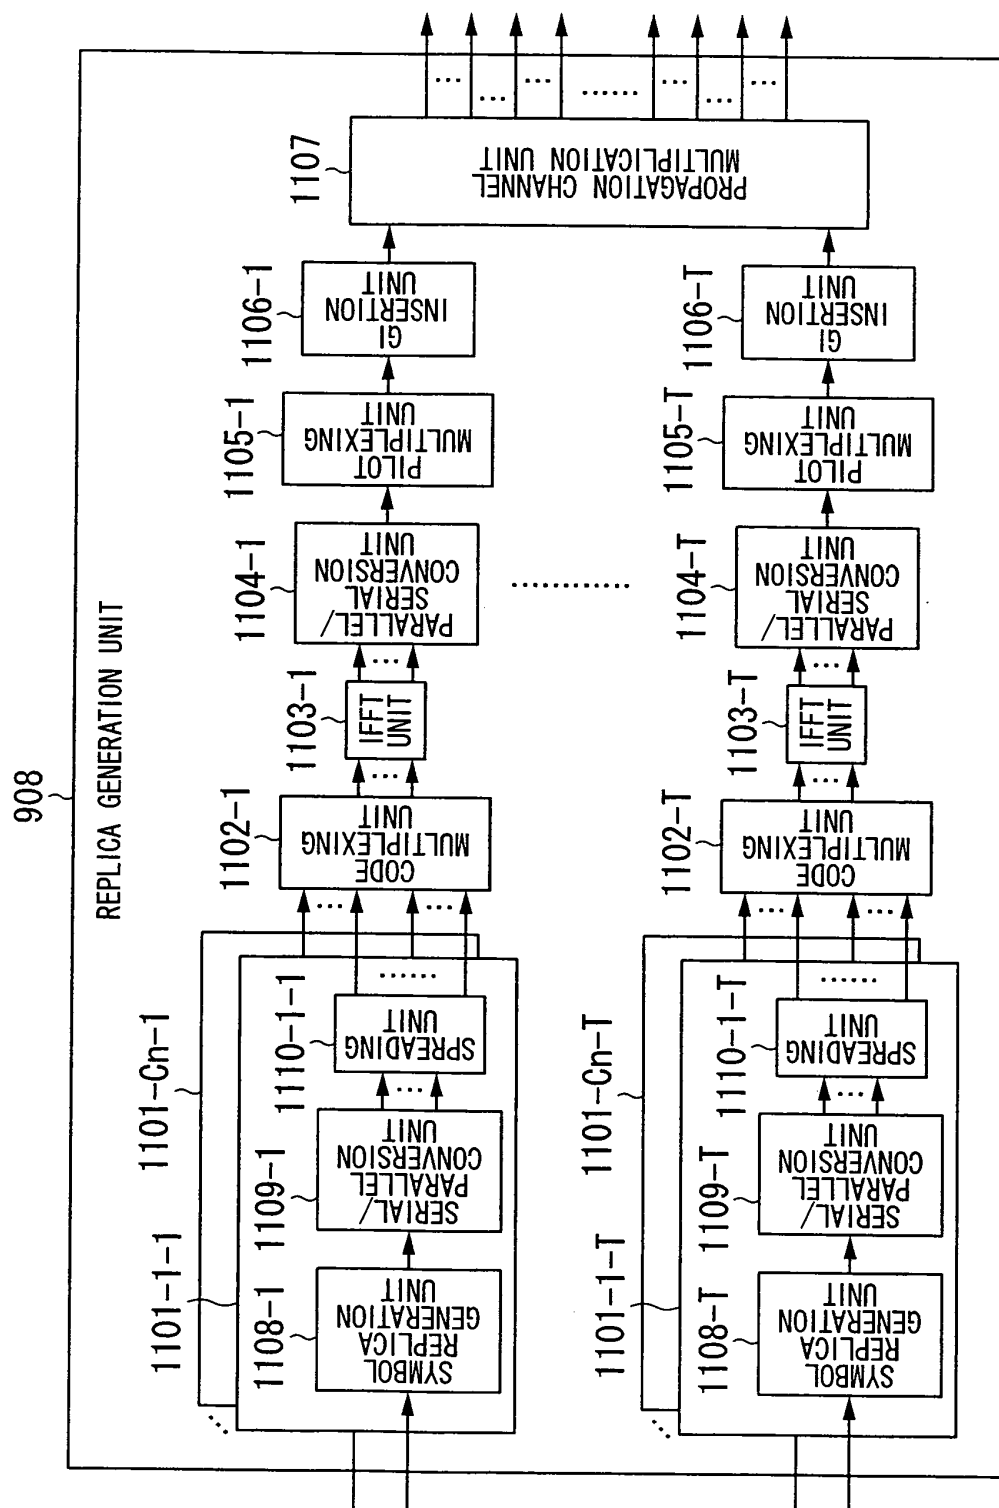 908
REPLICA GENERATION UNIT
1101-1-1
1101-Cn-1
1108-1
SYMBOL
REPLICA
GENERATION
UNIT
1109-1
SERIAL
/PARALLEL
CONVERSION
UNIT
1110-1-1
SPREADING
UNIT
1102-1
CODE
MULTIPLEXING
UNIT
1103-1
IFFT
UNIT
1104-1
PARALLEL/
SERIAL
CONVERSION
UNIT
1105-1
PILOT
MULTIPLEXING
UNIT
1106-1
GI
INSERTION
UNIT
1107
PROPAGATION CHANNEL
MULTIPLICATION UNIT
1101-1-T
1101-Cn-T
1108-T
SYMBOL
REPLICA
GENERATION
UNIT
1109-T
SERIAL
/PARALLEL
CONVERSION
UNIT
1110-1-T
SPREADING
UNIT
1102-T
CODE
MULTIPLEXING
UNIT
1103-T
IFFT
UNIT
1104-T
PARALLEL/
SERIAL
CONVERSION
UNIT
1105-T
PILOT
MULTIPLEXING
UNIT
1106-T
GI
INSERTION
UNIT